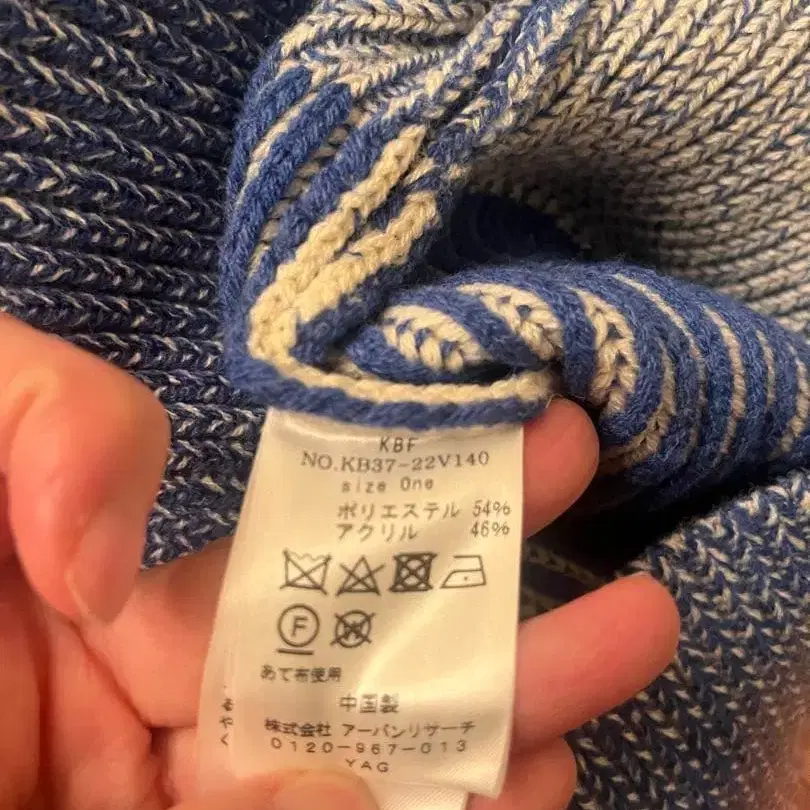 KBF
NO.KB37-22V140
size One
ポリエステル 54%
アクリル 46%
F
W
あて布使用
中国製
株式会社 アーバンリサーチ
0120-967-013
YAG